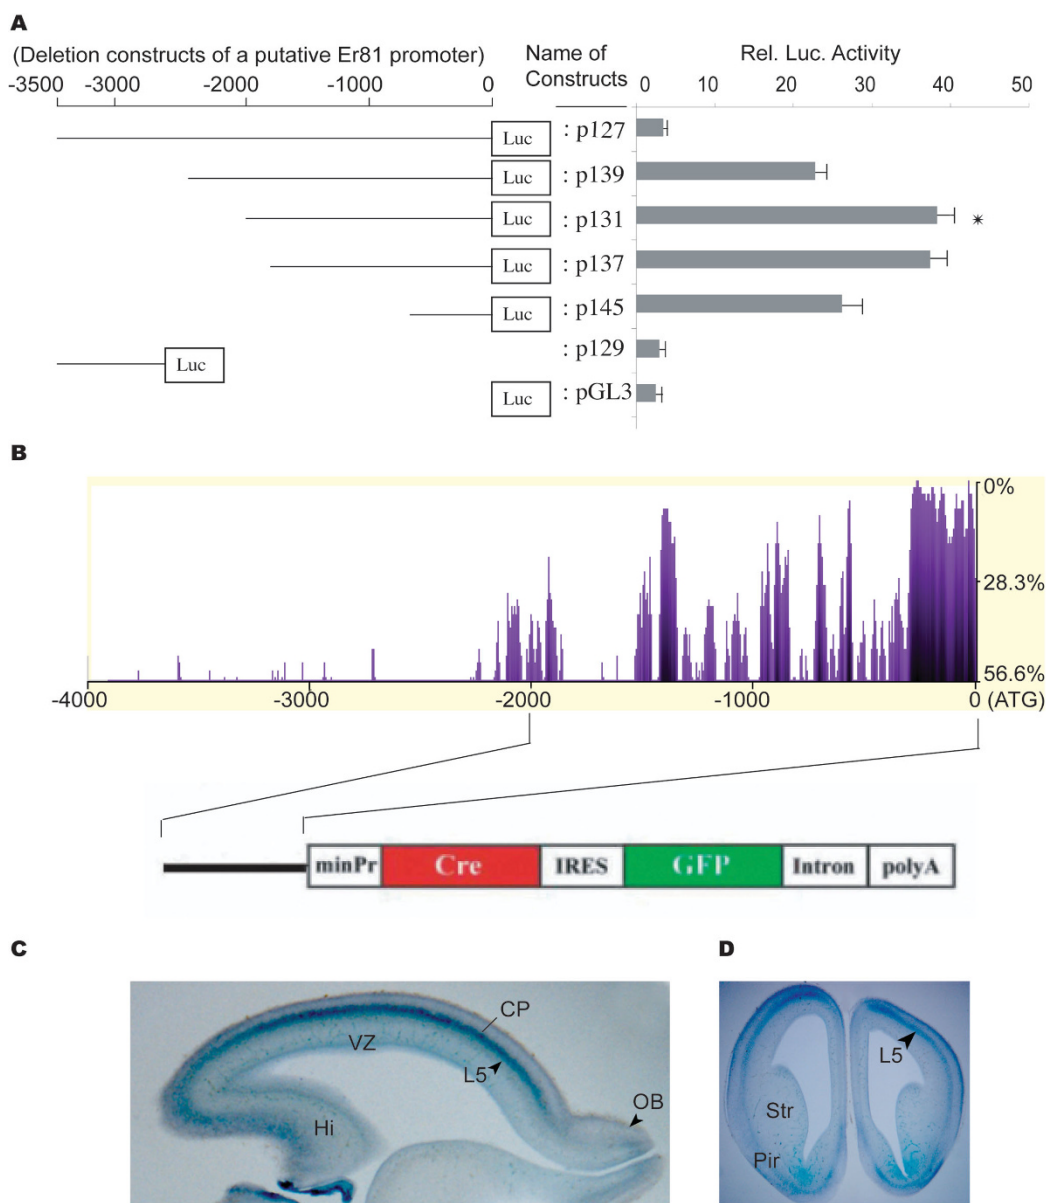 A
(Deletion constructs of a putative Er81 promoter) Name of Constructs Rel. Luc. Activity
-3500 -3000 -2000 -1000 0 0 10 20 30 40 50
Luc : p127
Luc : p139
Luc : p131 *
Luc : p137
Luc : p145
: p129
Luc
Luc : pGL3
B
0%
28.3%
56.6%
-4000 -3000 -2000 -1000 0 (ATG)
minPr Cre IRES GFP Intron polyA
C D
CP
VZ
L5
OB
Hi
L5
Str
Pir